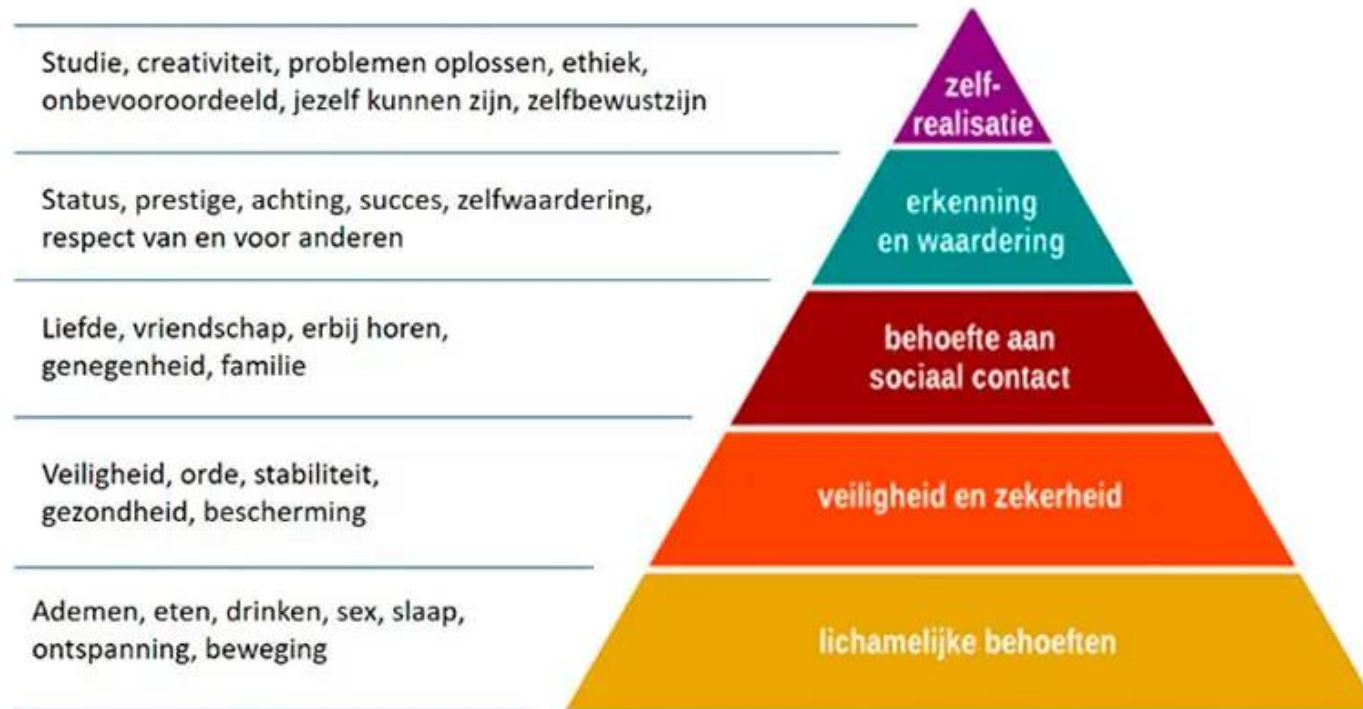 Studie, creativiteit, problemen oplossen, ethiek,
onbevooroordeeld, jezelf kunnen zijn, zelfbewustzijn
zelf-
realisatie
Status, prestige, achting, succes, zelfwaardering,
respect van en voor anderen
erkenning
en waardering
Liefde, vriendschap, erbij horen,
genegenheid, familie
behoefte aan
sociaal contact
Veiligheid, orde, stabiliteit,
gezondheid, bescherming
veiligheid en zekerheid
Ademen, eten, drinken, sex, slaap,
ontspanning, beweging
lichamelijke behoeften